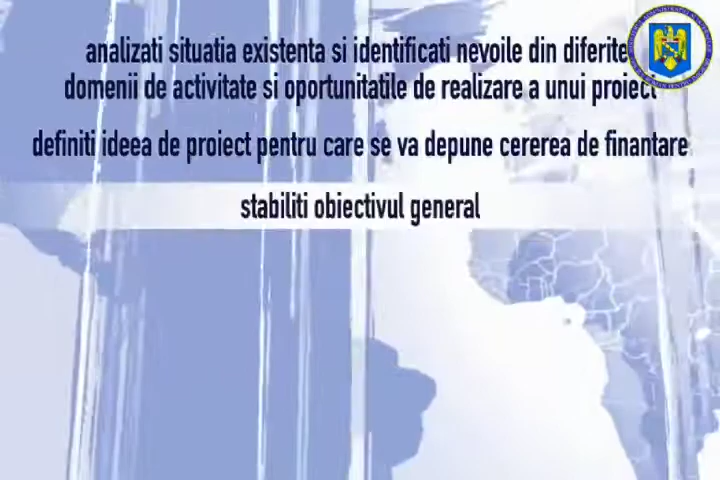 analizati situatia existenta si identificati nevoile din diferite
domenii de activitate si oportunitatile de realizare a unui proiect
definiti ideea de proiect pentru care se va depune cererea de finantare
stabiliti obiectivul general